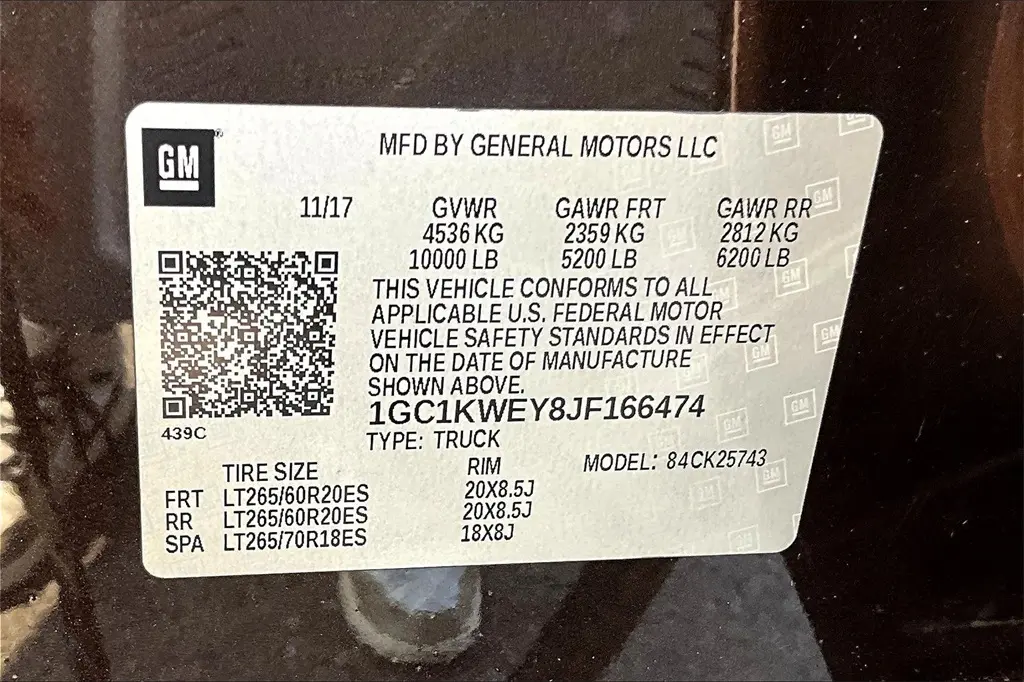 GM
MFD BY GENERAL MOTORS LLC
11/17 GVWR GAWR FRT GAWR RR
4536 KG 2359 KG 2812 KG
10000 LB 5200 LB 6200 LB
THIS VEHICLE CONFORMS TO ALL
APPLICABLE U.S. FEDERAL MOTOR
VEHICLE SAFETY STANDARDS IN EFFECT
ON THE DATE OF MANUFACTURE
SHOWN ABOVE.
1GC1KWEY8JF166474
439C
TYPE: TRUCK
TIRE SIZE RIM MODEL: 84CK25743
FRT LT265/60R20ES 20X8.5J
RR LT265/60R20ES 20X8.5J
SPA LT265/70R18ES 18X8J